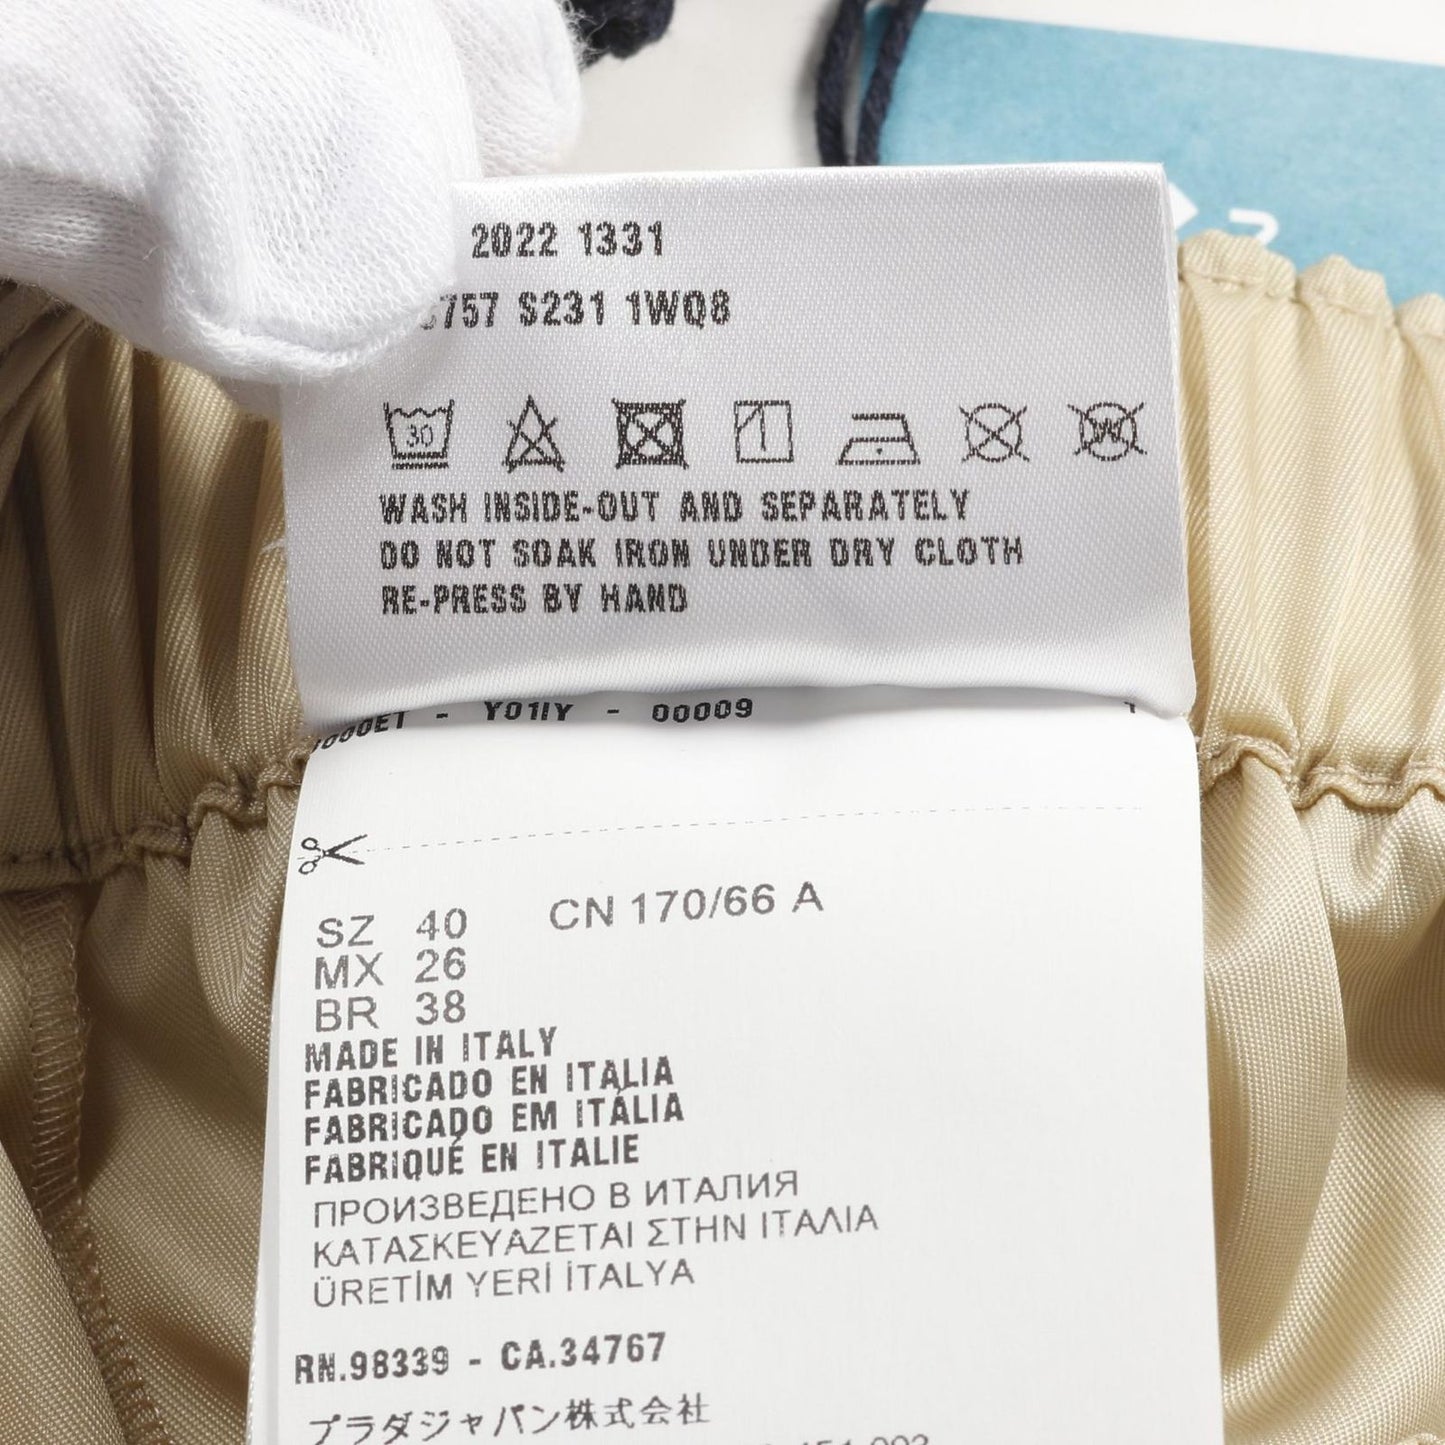 2022 1331
757 S231 1WQ8
30
W
WASH INSIDE-OUT AND SEPARATELY
DO NOT SOAK IRON UNDER DRY CLOTH
RE-PRESS BY HAND
- Y01IY - 00009 1
SZ 40 CN 170/66 A
MX 26
BR 38
MADE IN ITALY
FABRICADO EN ITALIA
FABRICADO EM ITÁLIA
FABRIQUÉ EN ITALIE
ПРОИЗВЕДЕНО В ИТАЛИЯ
ΚΑΤΑΣΚΕΥΑΖΕΤΑΙ ΣΤΗΝ ΙΤΑΛΙΑ
ÜRETİM YERİ İTALYA
RN.98339 - CA.34767
プラダジャパン株式会社